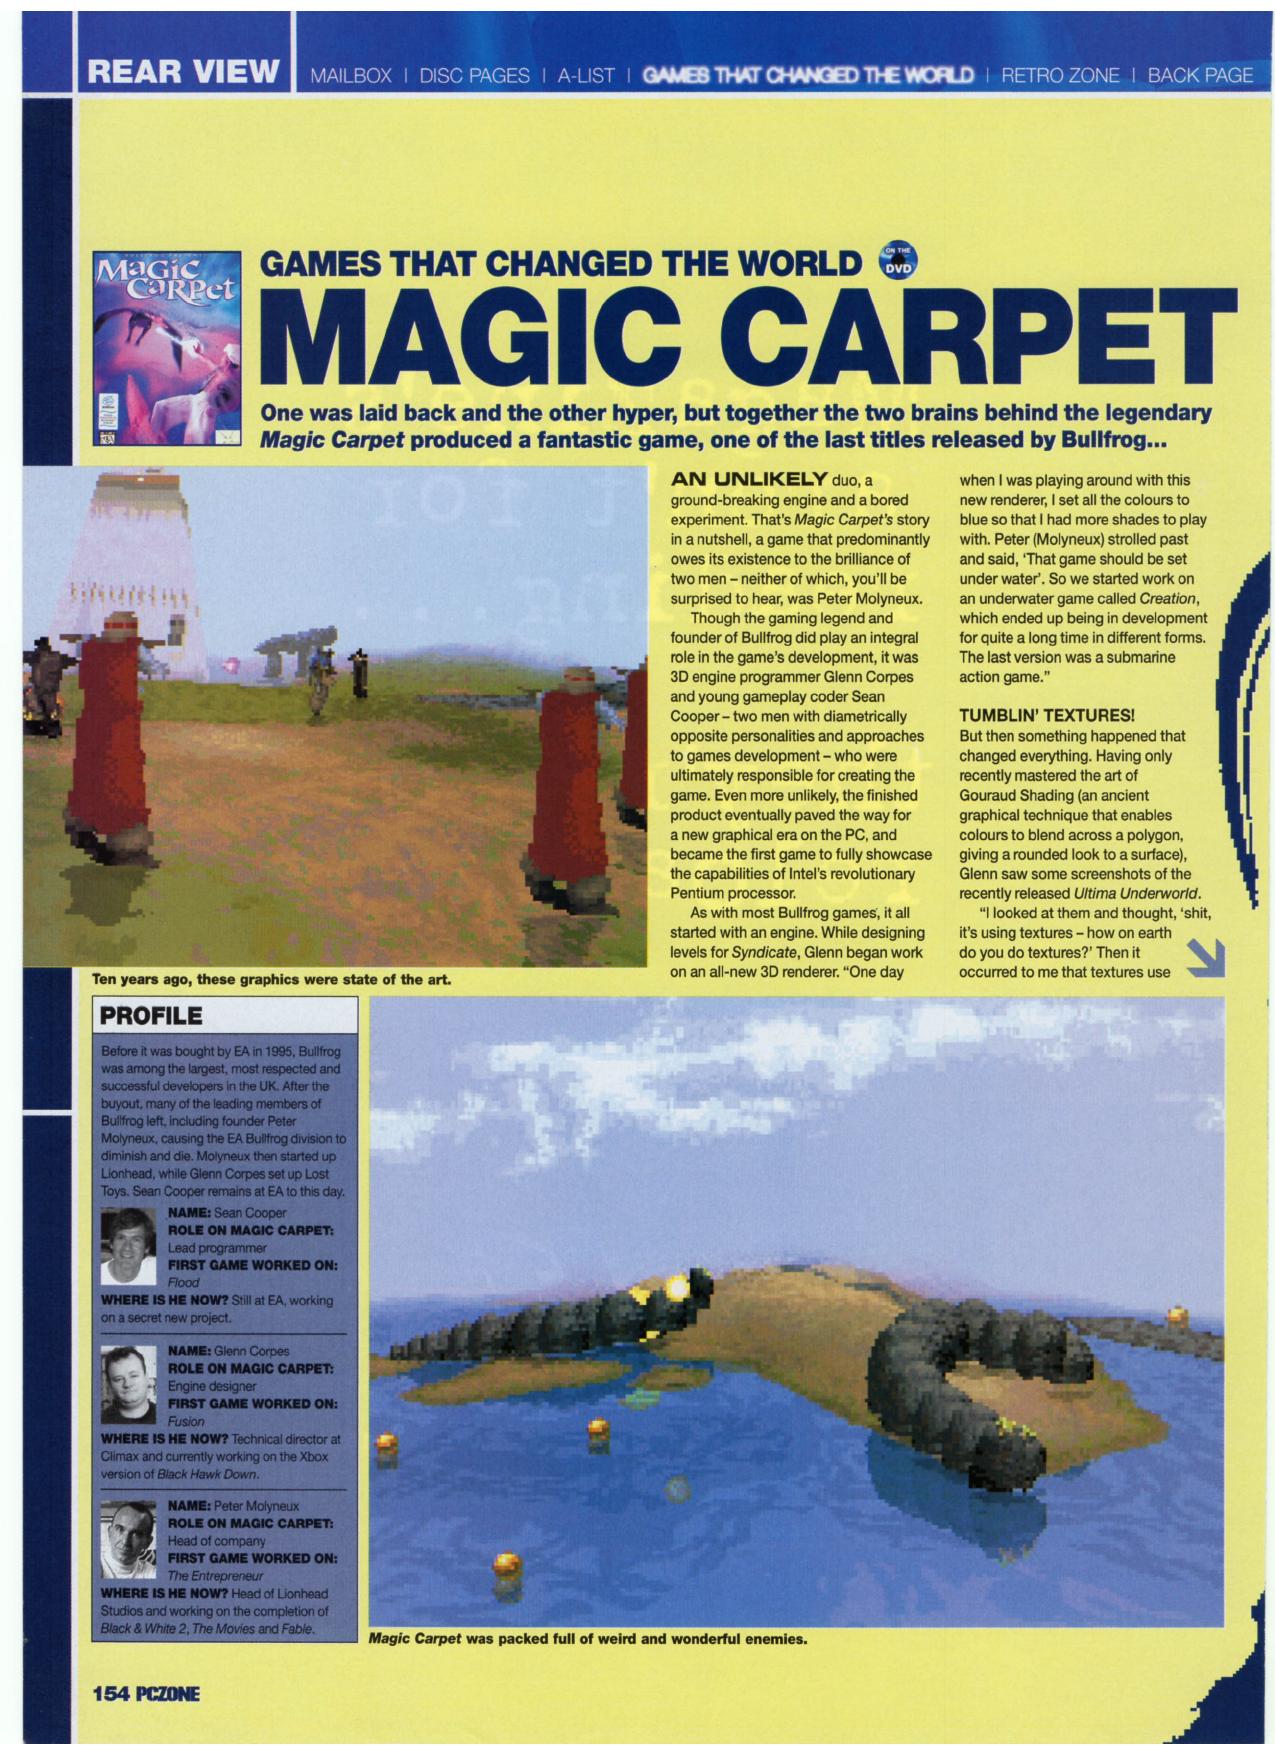 REAR VIEW
MAILBOX | DISC PAGES | A-LIST | GAMES THAT CHANGED THE WORLD | RETRO ZONE | BACK PAGE
Magic
Carpet
GAMES THAT CHANGED THE WORLD
ON THE
DVD
MAGIC CARPET
One was laid back and the other hyper, but together the two brains behind the legendary
Magic Carpet produced a fantastic game, one of the last titles released by Bullfrog...
Ten years ago, these graphics were state of the art.
AN UNLIKELY duo, a
ground-breaking engine and a bored
experiment. That's Magic Carpet's story
in a nutshell, a game that predominantly
owes its existence to the brilliance of
two men – neither of which, you'll be
surprised to hear, was Peter Molyneux.
Though the gaming legend and
founder of Bullfrog did play an integral
role in the game's development, it was
3D engine programmer Glenn Corpes
and young gameplay coder Sean
Cooper – two men with diametrically
opposite personalities and approaches
to games development – who were
ultimately responsible for creating the
game. Even more unlikely, the finished
product eventually paved the way for
a new graphical era on the PC, and
became the first game to fully showcase
the capabilities of Intel's revolutionary
Pentium processor.
As with most Bullfrog games, it all
started with an engine. While designing
levels for Syndicate, Glenn began work
on an all-new 3D renderer. “One day
when I was playing around with this
new renderer, I set all the colours to
blue so that I had more shades to play
with. Peter (Molyneux) strolled past
and said, ‘That game should be set
under water’. So we started work on
an underwater game called Creation,
which ended up being in development
for quite a long time in different forms.
The last version was a submarine
action game.”
TUMBLIN’ TEXTURES!
But then something happened that
changed everything. Having only
recently mastered the art of
Gouraud Shading (an ancient
graphical technique that enables
colours to blend across a polygon,
giving a rounded look to a surface),
Glenn saw some screenshots of the
recently released Ultima Underworld.
“I looked at them and thought, ‘shit,
it’s using textures – how on earth
do you do textures?’ Then it
occurred to me that textures use
PROFILE
Before it was bought by EA in 1995, Bullfrog
was among the largest, most respected and
successful developers in the UK. After the
buyout, many of the leading members of
Bullfrog left, including founder Peter
Molyneux, causing the EA Bullfrog division to
diminish and die. Molyneux then started up
Lionhead, while Glenn Corpes set up Lost
Toys. Sean Cooper remains at EA to this day.
NAME: Sean Cooper
ROLE ON MAGIC CARPET:
Lead programmer
FIRST GAME WORKED ON:
Flood
WHERE IS HE NOW? Still at EA, working
on a secret new project.
NAME: Glenn Corpes
ROLE ON MAGIC CARPET:
Engine designer
FIRST GAME WORKED ON:
Fusion
WHERE IS HE NOW? Technical director at
Climax and currently working on the Xbox
version of Black Hawk Down.
NAME: Peter Molyneux
ROLE ON MAGIC CARPET:
Head of company
FIRST GAME WORKED ON:
The Entrepreneur
WHERE IS HE NOW? Head of Lionhead
Studios and working on the completion of
Black & White 2, The Movies and Fable.
Magic Carpet was packed full of weird and wonderful enemies.
154 PCZONE